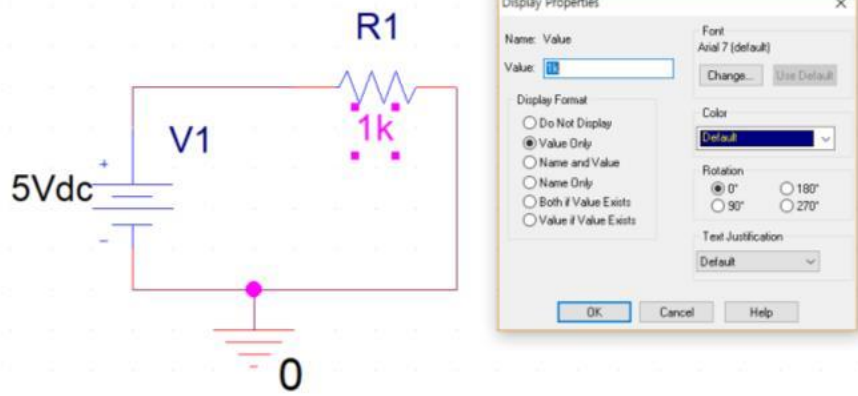 R1
1k
V1
5Vdc
+
-
0
Display Properties
Name: Value
Value: 1k
Display Format
Do Not Display
Value Only
Name and Value
Name Only
Both if Value Exists
Value if Value Exists
Font
Arial 7 (default)
Change...
Use Default
Color
Default
Rotation
0° 180°
90° 270°
Text Justification
Default
OK Cancel Help